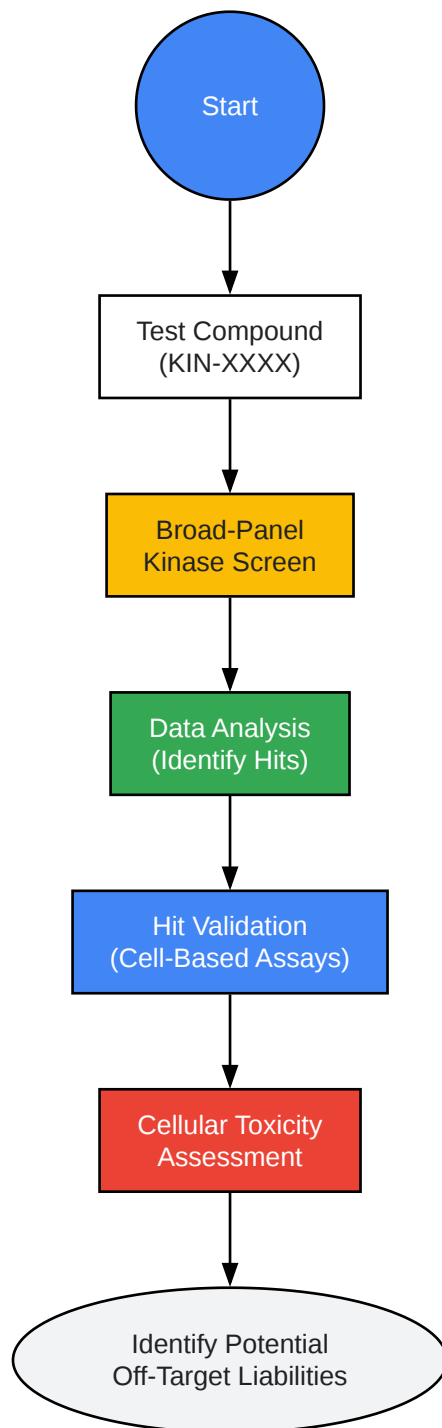 Start
Test Compound
(KIN-XXXX)
Broad-Panel
Kinase Screen
Data Analysis
(Identify Hits)
Hit Validation
(Cell-Based Assays)
Cellular Toxicity
Assessment
Identify Potential
Off-Target Liabilities